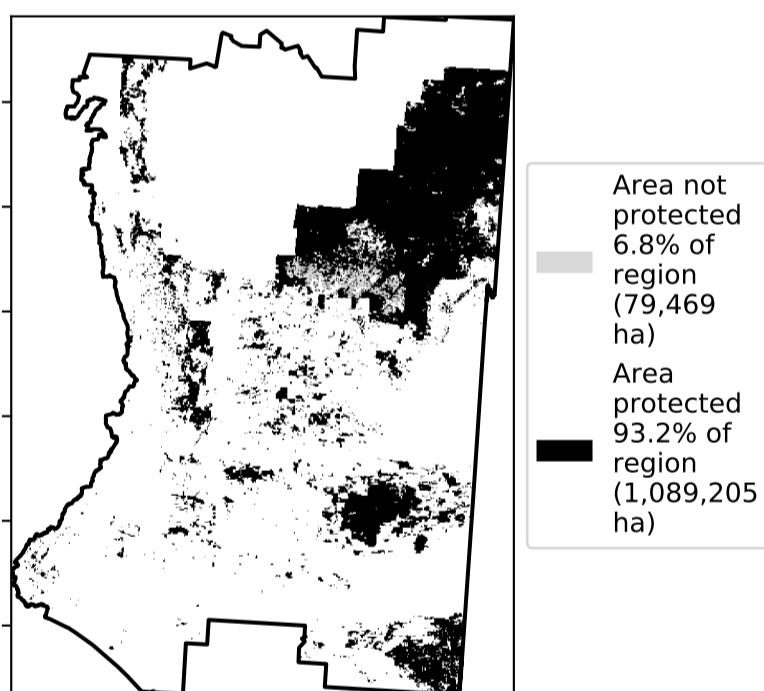 Area not
protected
6.8% of
region
(79,469
ha)
Area
protected
93.2% of
region
(1,089,205
ha)